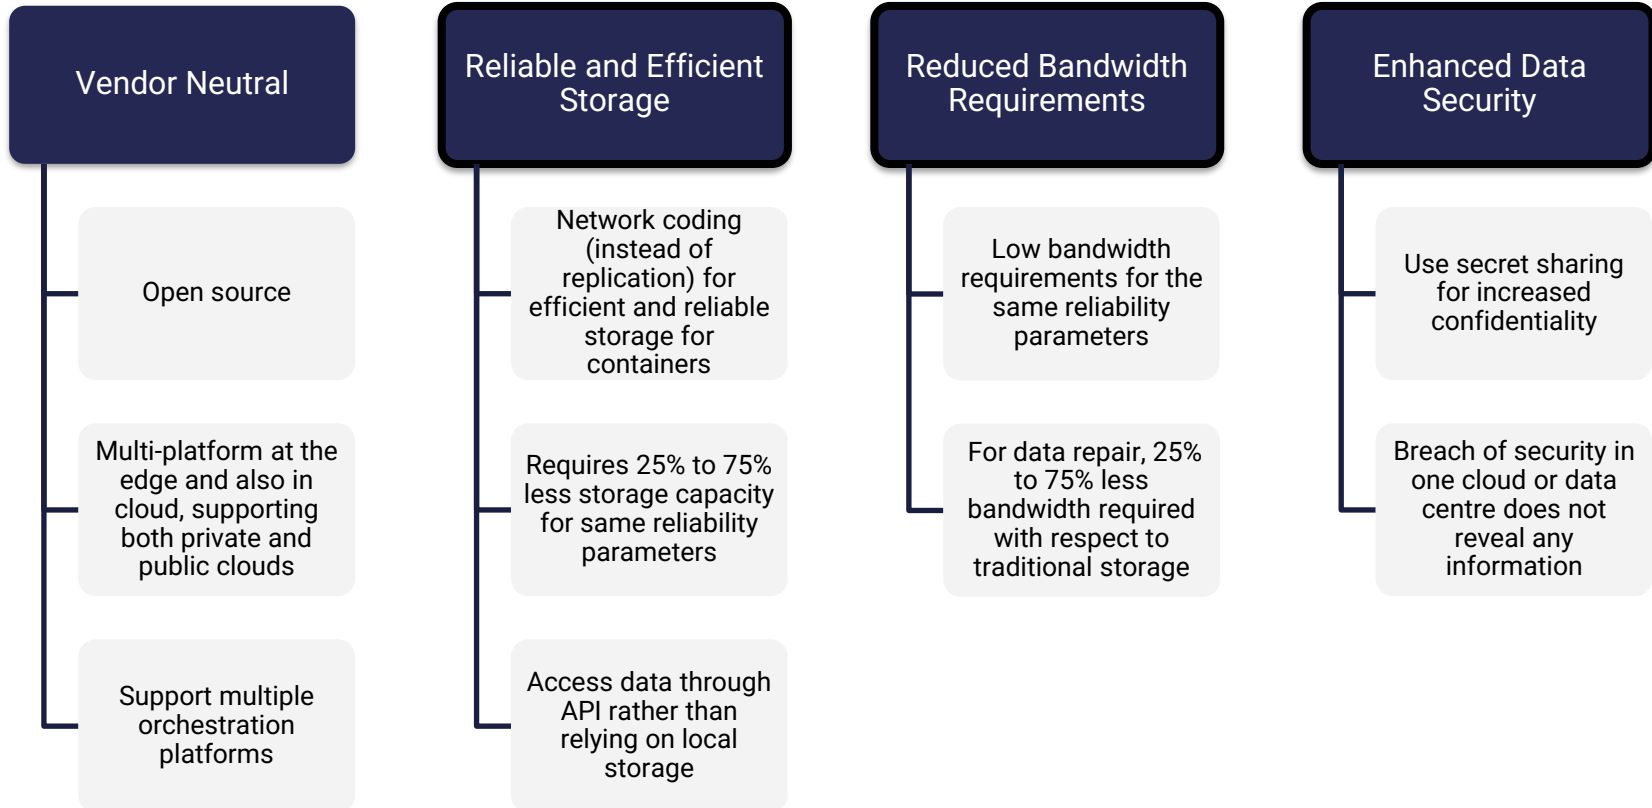 Vendor Neutral
Open source
Multi-platform at the
edge and also in
cloud, supporting
both private and
public clouds
Support multiple
orchestration
platforms
Reliable and Efficient
Storage
Network coding
(instead of
replication) for
efficient and reliable
storage for
containers
Requires 25% to 75%
less storage capacity
for same reliability
parameters
Access data through
API rather than
relying on local
storage
Reduced Bandwidth
Requirements
Low bandwidth
requirements for the
same reliability
parameters
For data repair, 25%
to 75% less
bandwidth required
with respect to
traditional storage
Enhanced Data
Security
Use secret sharing
for increased
confidentiality
Breach of security in
one cloud or data
centre does not
reveal any
information